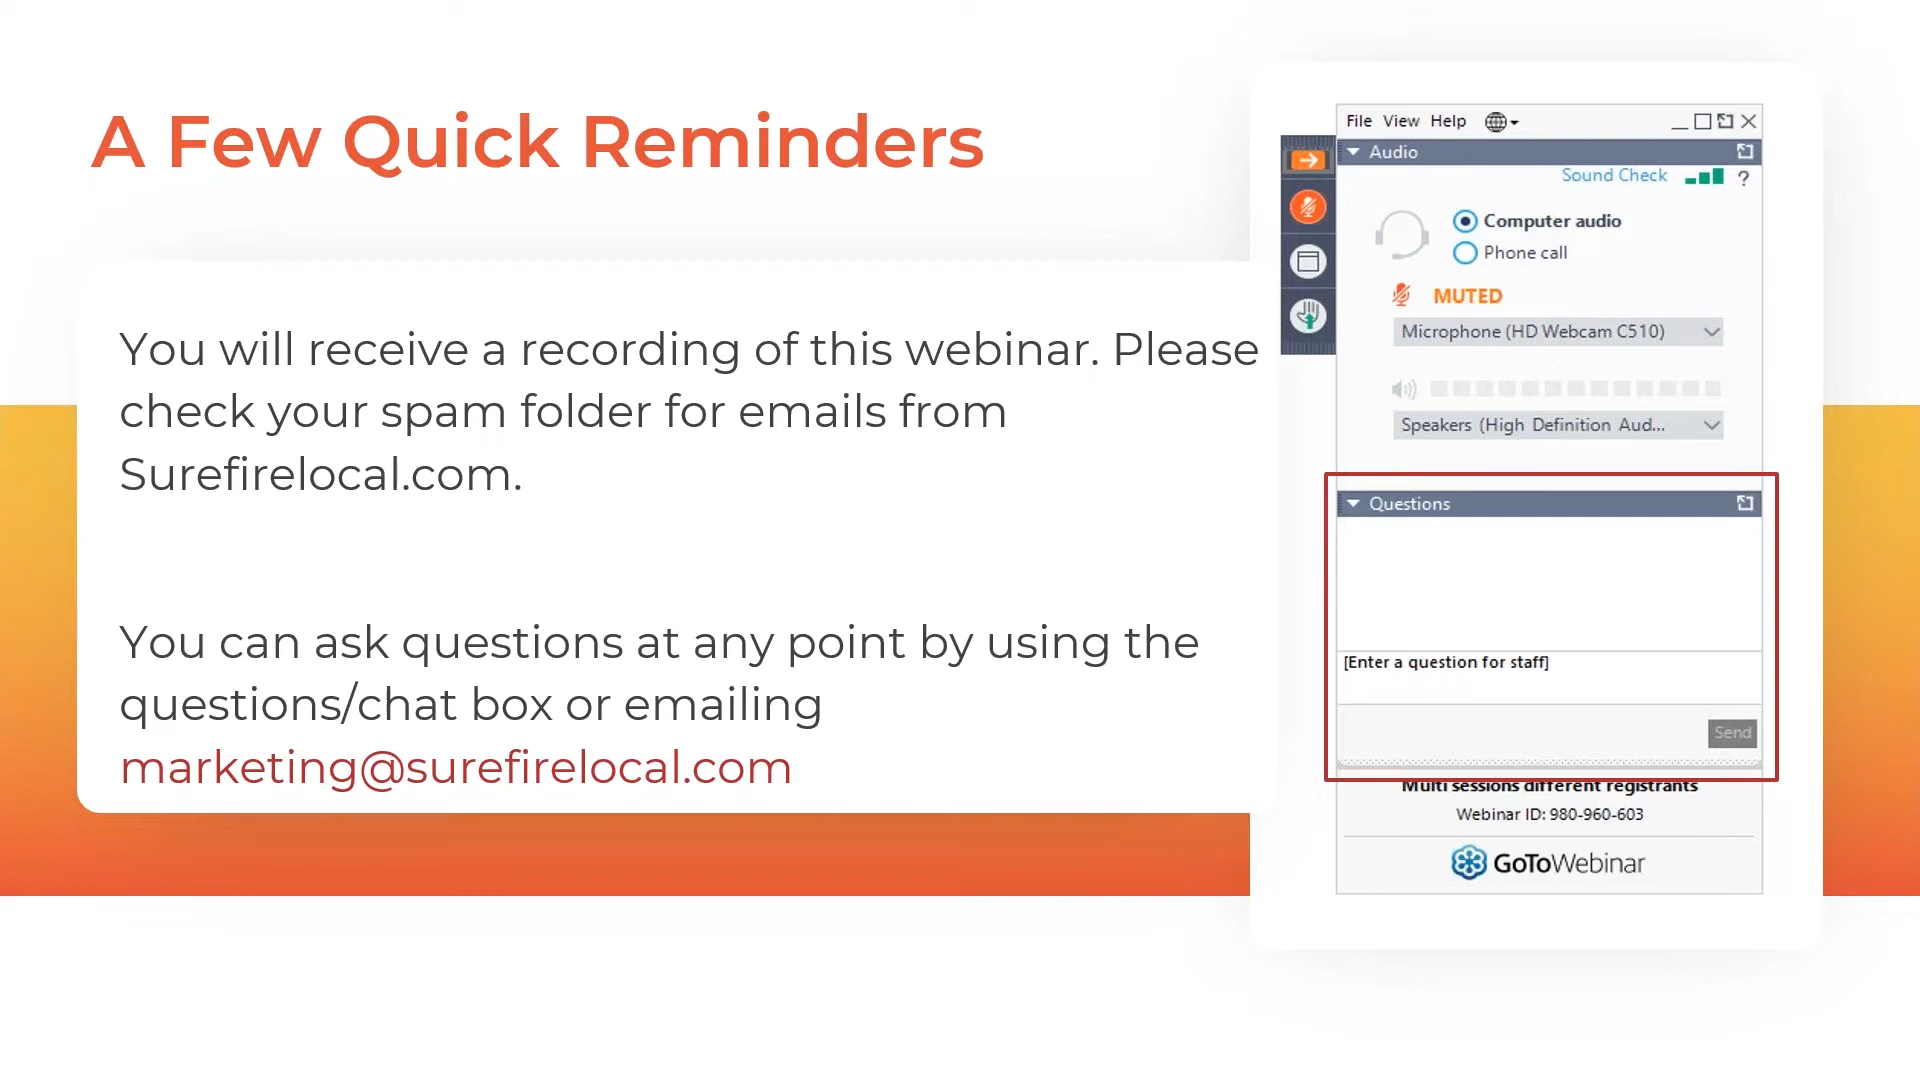 A Few Quick Reminders
You will receive a recording of this webinar. Please
check your spam folder for emails from
Surefirelocal.com.
You can ask questions at any point by using the
questions/chat box or emailing
marketing@surefirelocal.com
File View Help
Audio
Sound Check ?
Computer audio
Phone call
MUTED
Microphone (HD Webcam C510)
Speakers (High Definition Aud...
Questions
[Enter a question for staff]
Send
Multi sessions different registrants
Webinar ID: 980-960-603
GoToWebinar